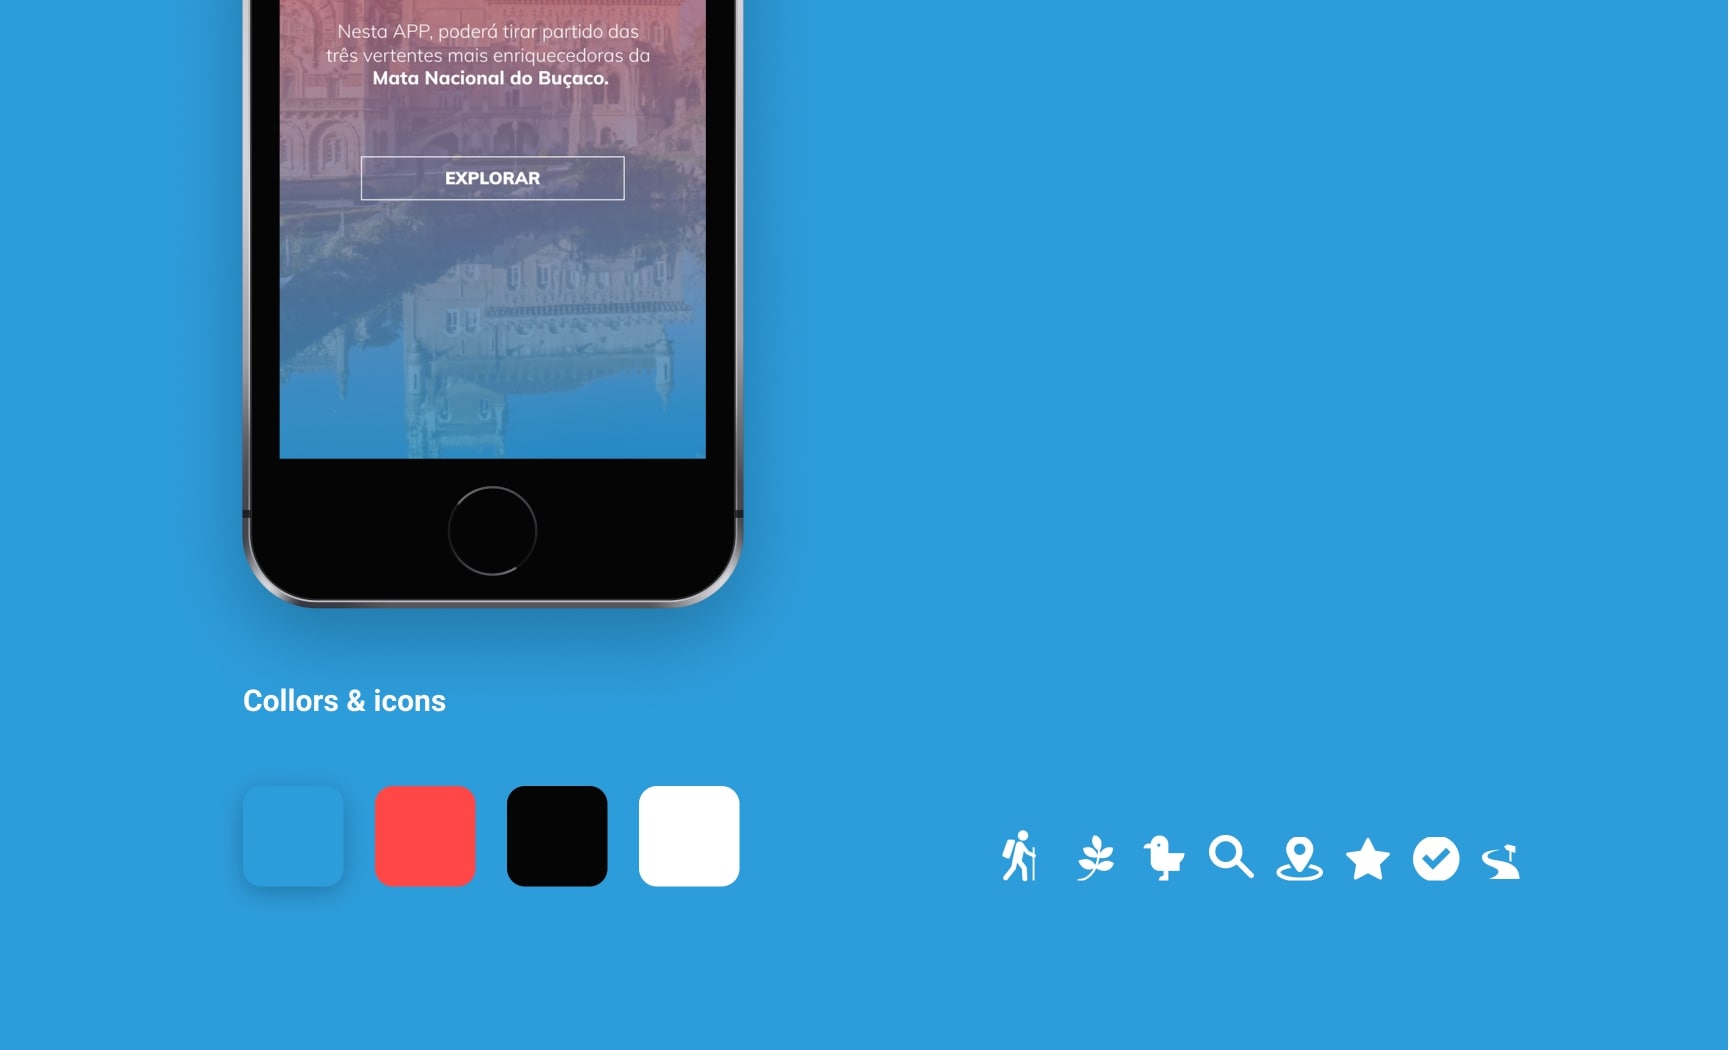 Nesta APP, poderá tirar partido das
três vertentes mais enriquecedoras da
Mata Nacional do Buçaco.
EXPLORAR
Collors & icons